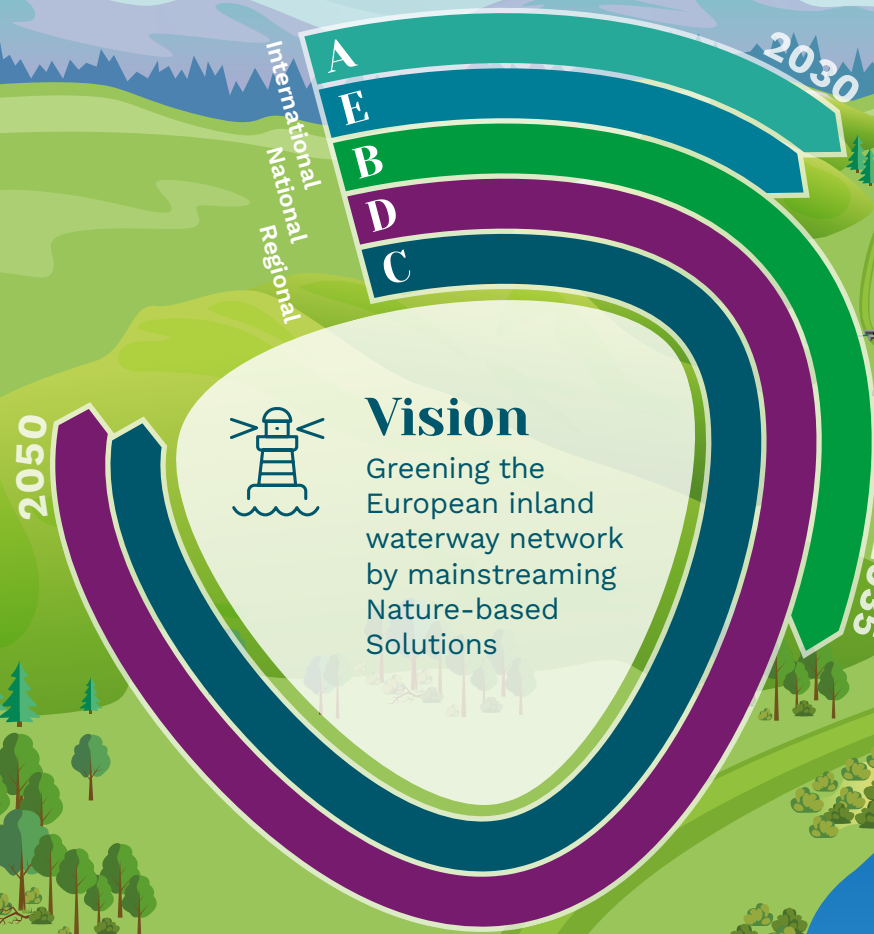 International
National
Regional
A
E
B
D
C
2030
2050
Vision
Greening the
European inland
waterway network
by mainstreaming
Nature-based
Solutions